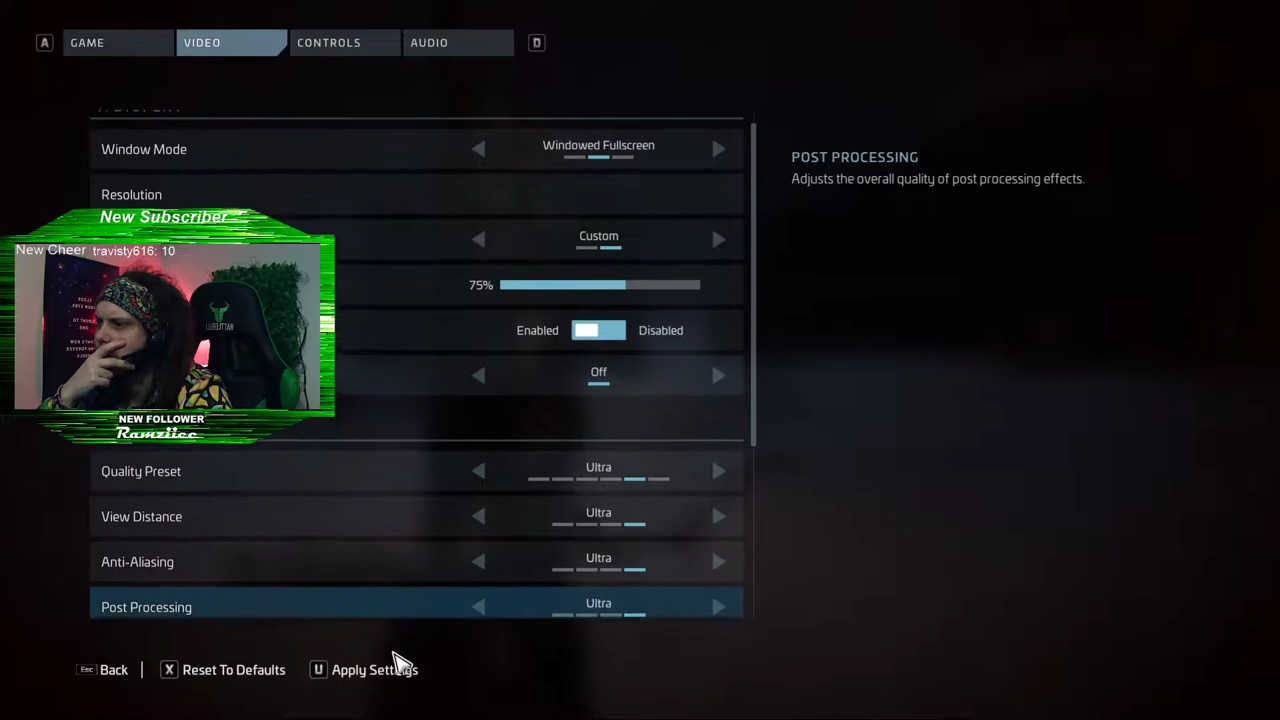 A GAME VIDEO CONTROLS AUDIO D
Window Mode Windowed Fullscreen
Resolution
Custom
75%
Enabled Disabled
Off
Quality Preset Ultra
View Distance Ultra
Anti-Aliasing Ultra
Post Processing Ultra
Esc Back | X Reset To Defaults U Apply Settings
POST PROCESSING
Adjusts the overall quality of post processing effects.
New Subscriber
New Cheer travisty616: 10
NEW FOLLOWER
Ramziiee